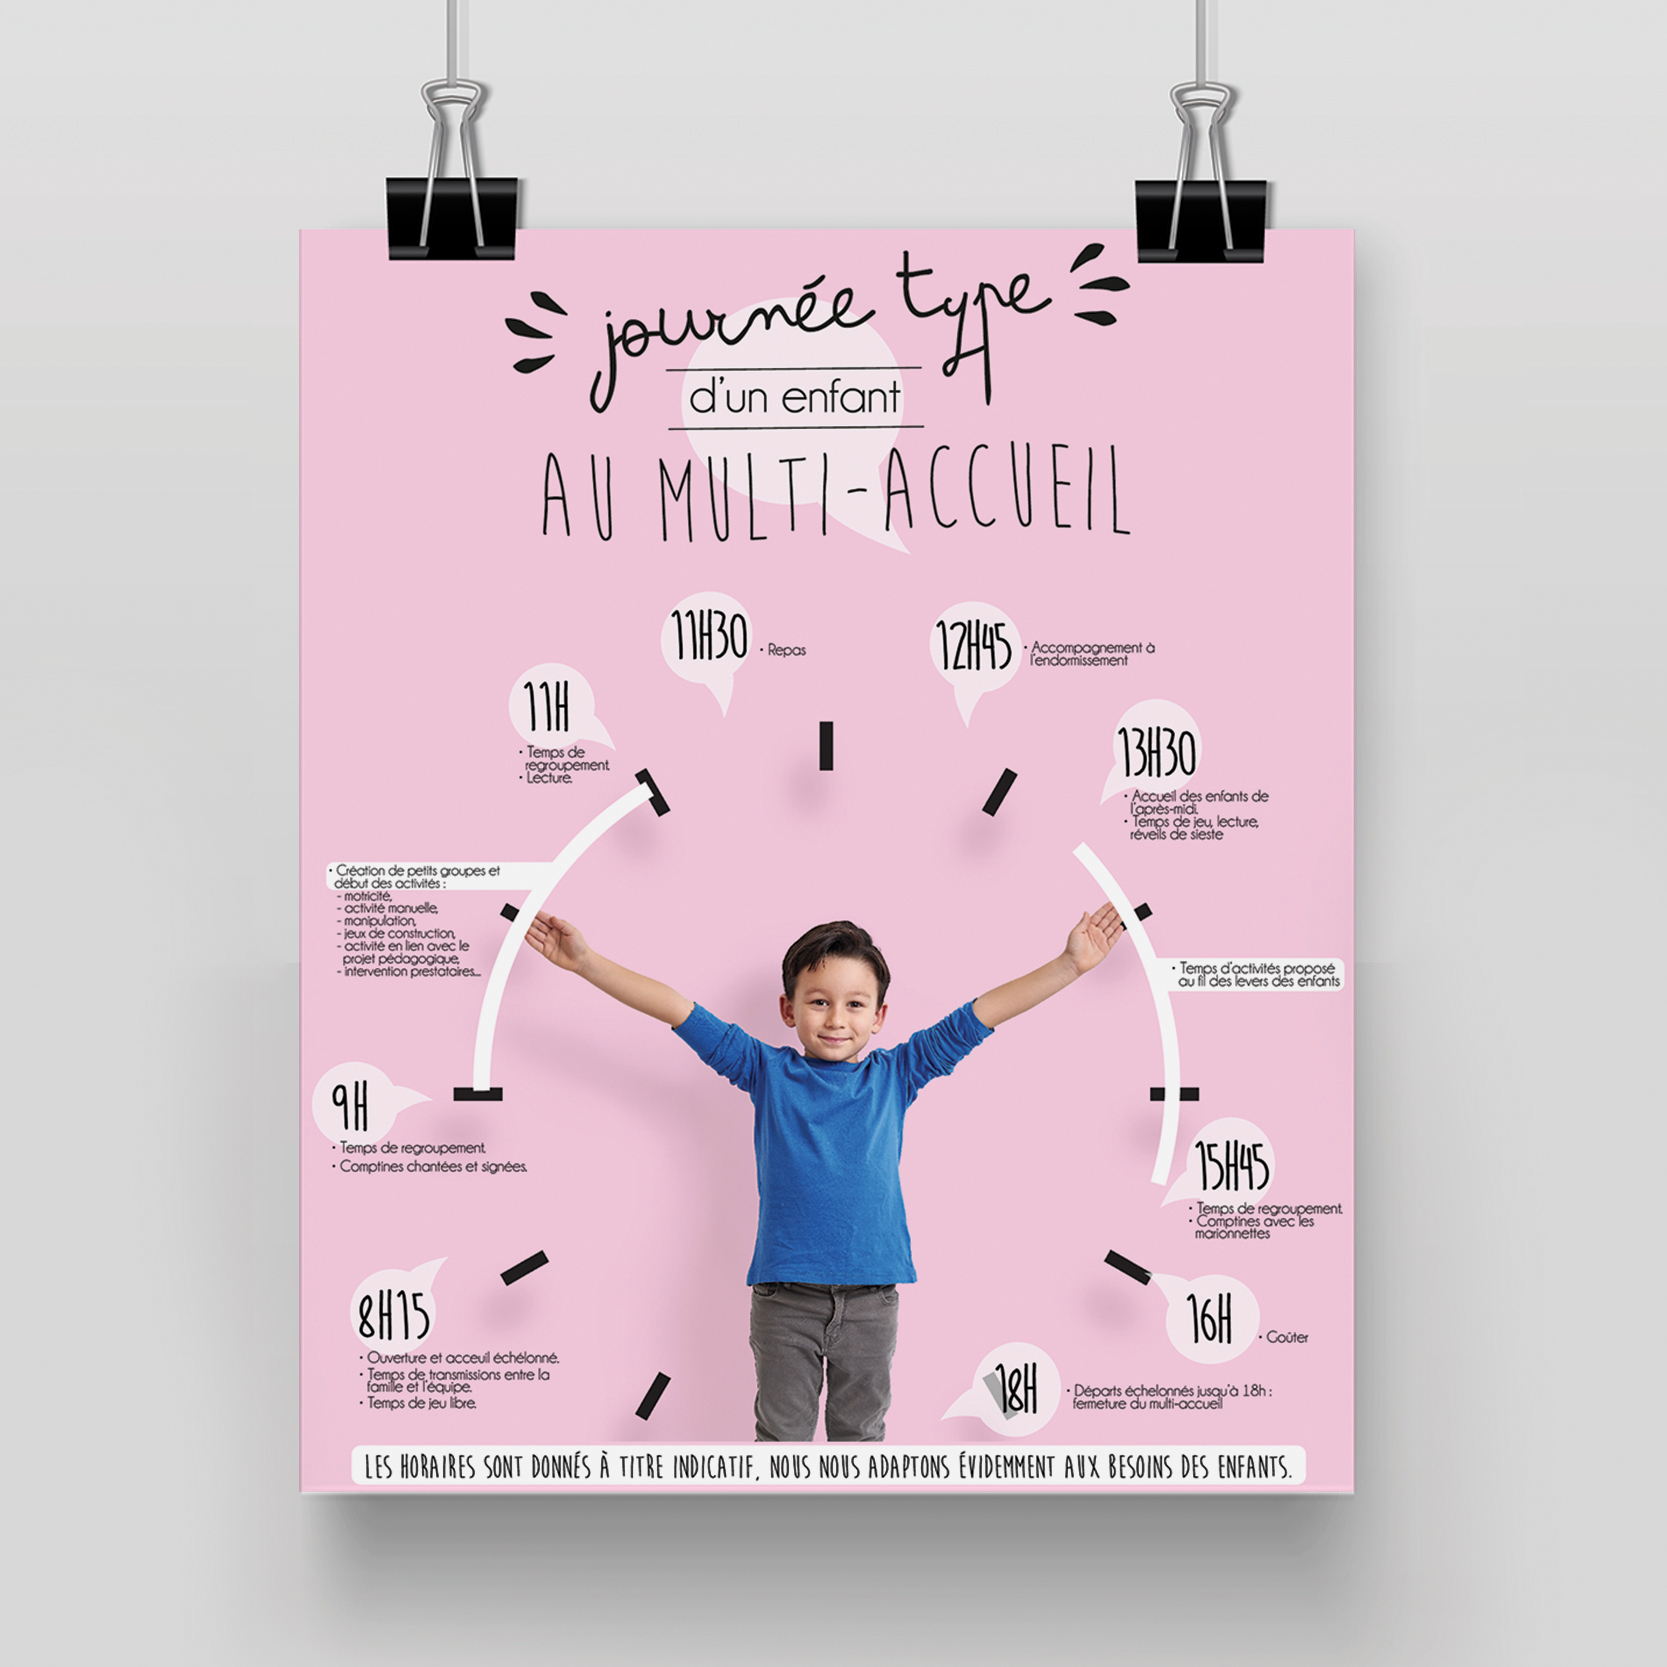 journée type
d'un enfant
AU MULTI-ACCUEIL
11H30
• Repas
12H45
• Accompagnement à
l'endormissement
11H
• Temps de
regroupement
• Lecture.
13H30
• Accueil des enfants de
l'après-midi.
• Temps de jeu, lecture,
réveils de sieste
• Création de petits groupes et
début des activités :
- motricité,
- activité manuelle,
- manipulation,
- jeux de construction,
- activité en lien avec le
projet pédagogique,
- intervention prestataires...
• Temps d'activités proposé
au fil des levers des enfants
9H
• Temps de regroupement.
• Comptines chantées et signées.
15H45
• Temps de regroupement.
• Comptines avec les
marionnettes
8H15
• Ouverture et acceuil échélonné.
• Temps de transmissions entre la
famille et l'équipe.
• Temps de jeu libre.
16H
• Goûter
18H
• Départs échelonnés jusqu'à 18h :
fermeture du multi-accueil
LES HORAIRES SONT DONNÉS À TITRE INDICATIF, NOUS NOUS ADAPTONS ÉVIDEMMENT AUX BESOINS DES ENFANTS.